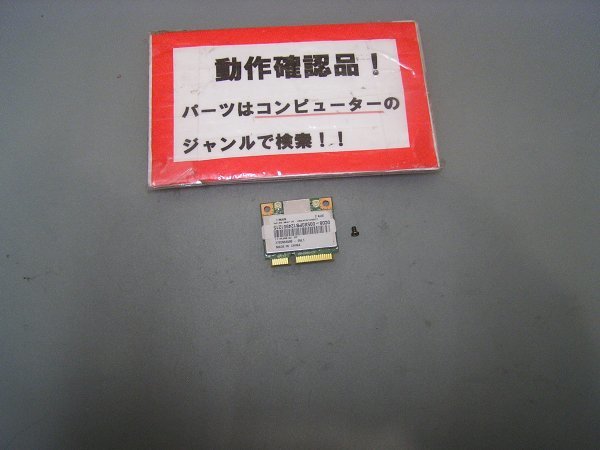 動作確認品！
パーツはコンピューターの
ジャンルで検索！！